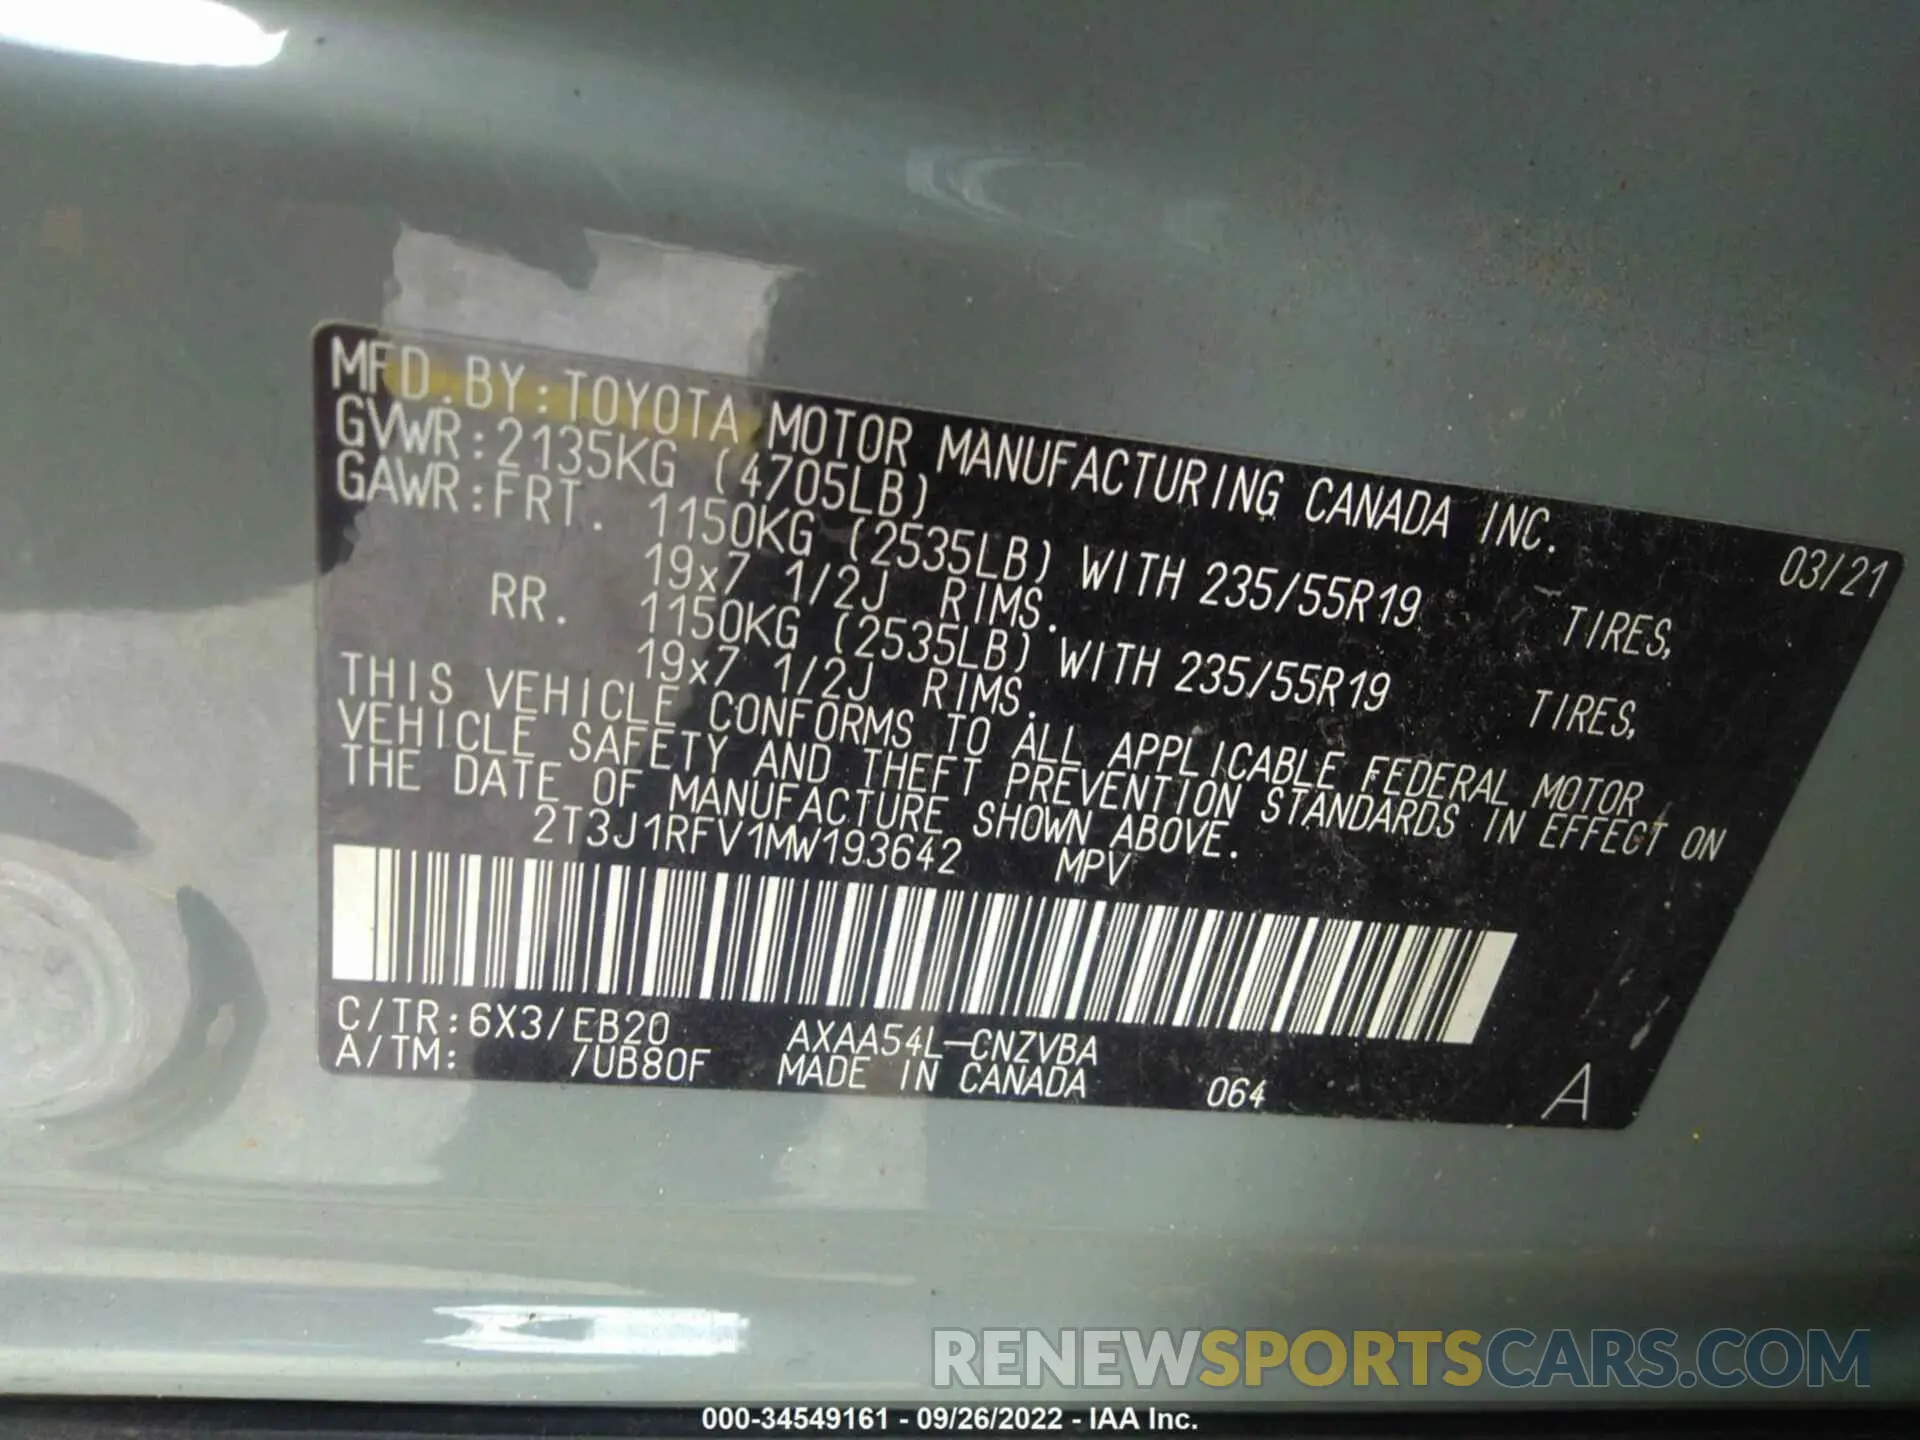 MFD.BY:TOYOTA MOTOR MANUFACTURING CANADA INC. 03/21
GVWR:2135KG (4705LB)
GAWR:FRT. 1150KG (2535LB) WITH 235/55R19 TIRES,
19x7 1/2J RIMS.
RR. 1150KG (2535LB) WITH 235/55R19 TIRES,
19x7 1/2J RIMS.
THIS VEHICLE CONFORMS TO ALL APPLICABLE FEDERAL MOTOR
VEHICLE SAFETY AND THEFT PREVENTION STANDARDS IN EFFECT ON
THE DATE OF MANUFACTURE SHOWN ABOVE.
2T3J1RFV1MW193642 MPV
C/TR:6X3/EB20 AXAA54L-CNZVBA
A/TM: /UB80F MADE IN CANADA 064 A
RENEWSPORTSCARS.COM
000-34549161 - 09/26/2022 - IAA Inc.